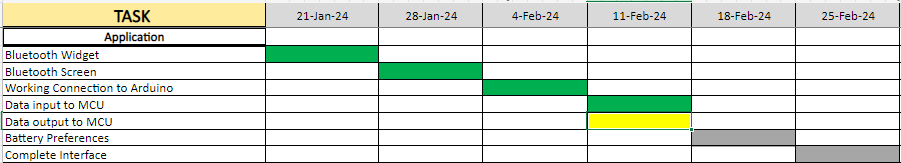 TASK 21-Jan-24 28-Jan-24 4-Feb-24 11-Feb-24 18-Feb-24 25-Feb-24
Application
Bluetooth Widget
Bluetooth Screen
Working Connection to Arduino
Data input to MCU
Data output to MCU
Battery Preferences
Complete Interface